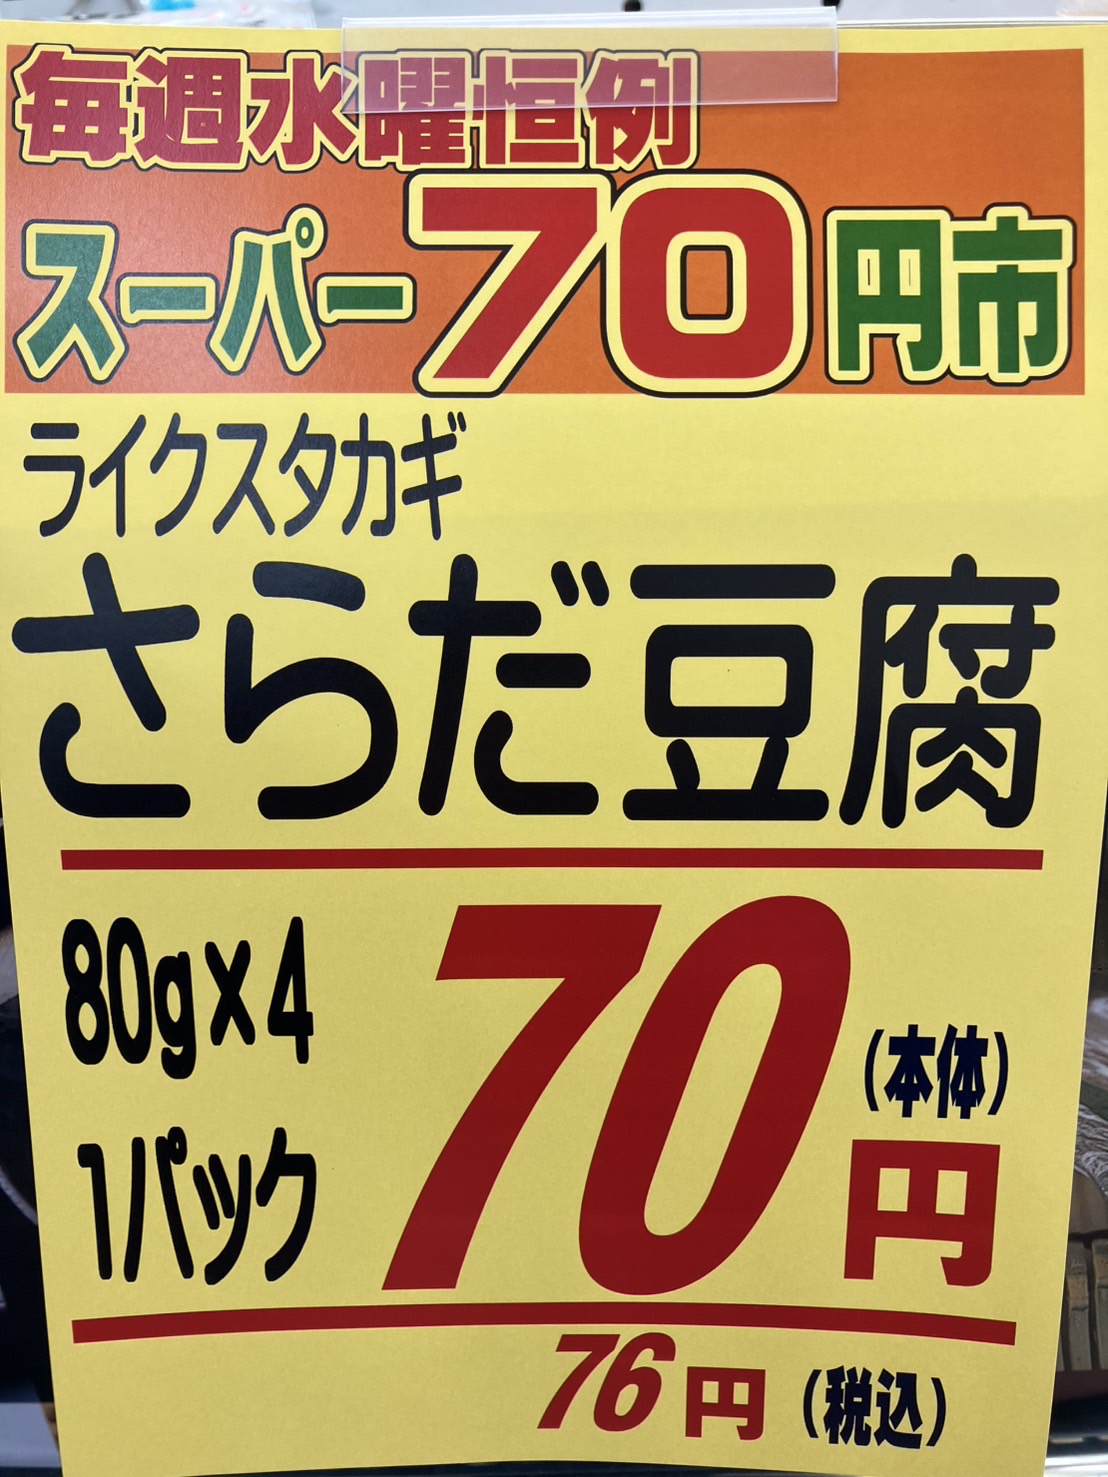 毎週水曜恒例
スーパー70円市
ライクスタカギ
さらだ豆腐
80g×4
1パック
70円
(本体)
76円(税込)